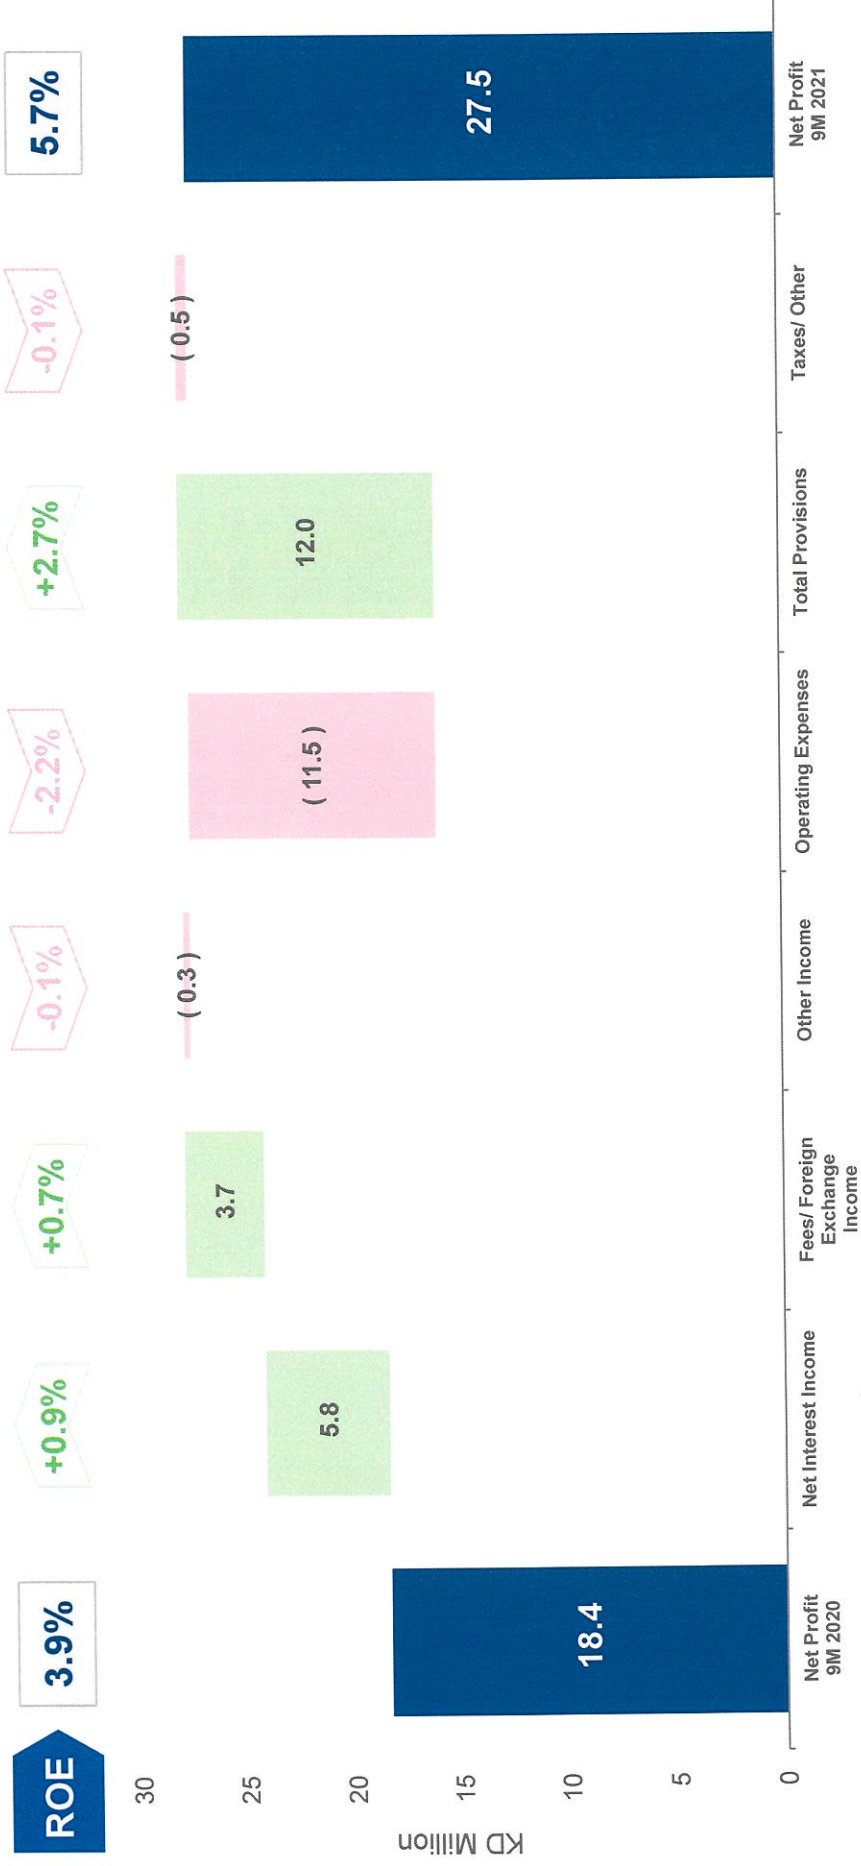 ROE
3.9%
+0.9%
+0.7%
-0.1%
-2.2%
+2.7%
-0.1%
5.7%
KD Million
30
25
20
15
10
5
0
18.4
5.8
3.7
( 0.3 )
( 11.5 )
12.0
( 0.5 )
27.5
Net Profit
9M 2020
Net Interest Income
Fees/ Foreign
Exchange
Income
Other Income
Operating Expenses
Total Provisions
Taxes/ Other
Net Profit
9M 2021